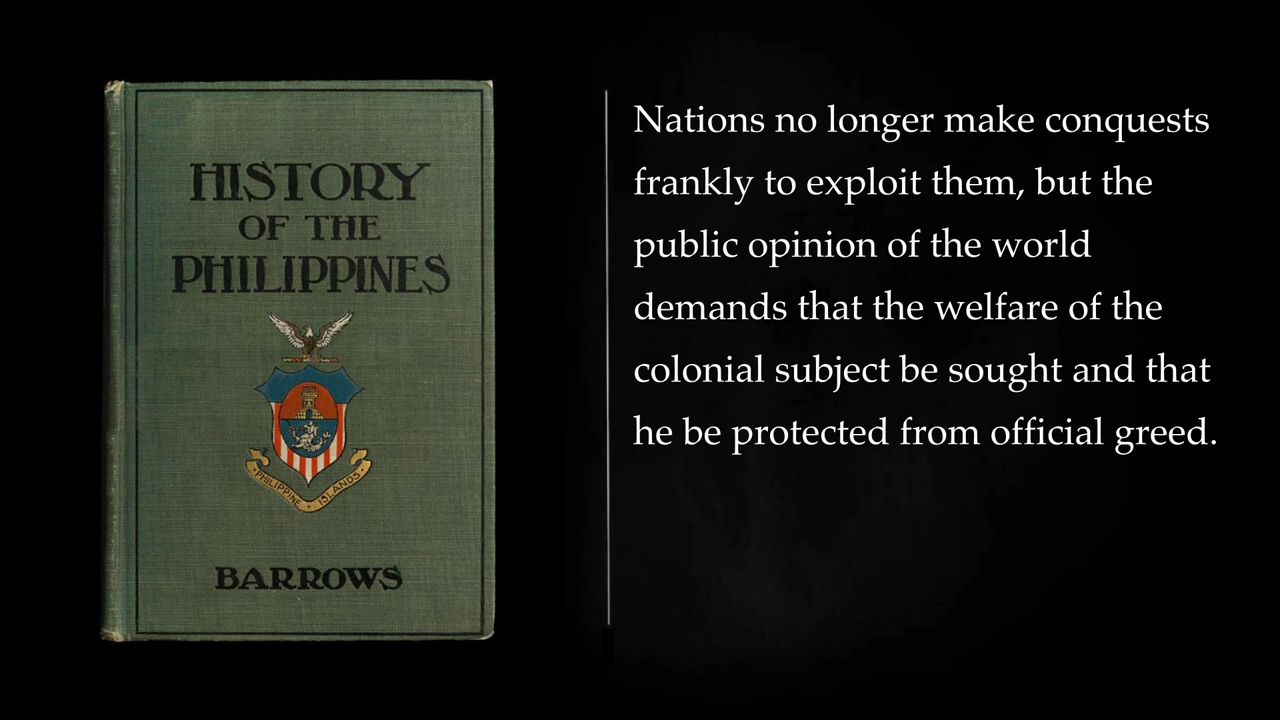 HISTORY
OF THE
PHILIPPINES
PHILIPPINE ISLANDS
BARROWS
Nations no longer make conquests
frankly to exploit them, but the
public opinion of the world
demands that the welfare of the
colonial subject be sought and that
he be protected from official greed.